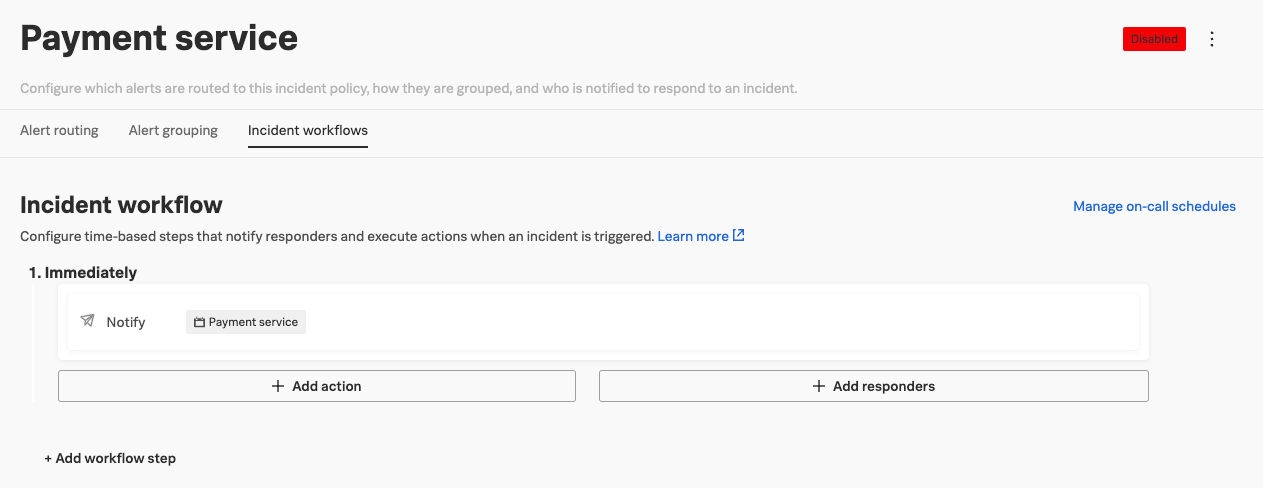 Payment service
Disabled
Configure which alerts are routed to this incident policy, how they are grouped, and who is notified to respond to an incident.
Alert routing Alert grouping Incident workflows
Incident workflow
Manage on-call schedules
Configure time-based steps that notify responders and execute actions when an incident is triggered. Learn more
1. Immediately
Notify Payment service
+ Add action + Add responders
+ Add workflow step